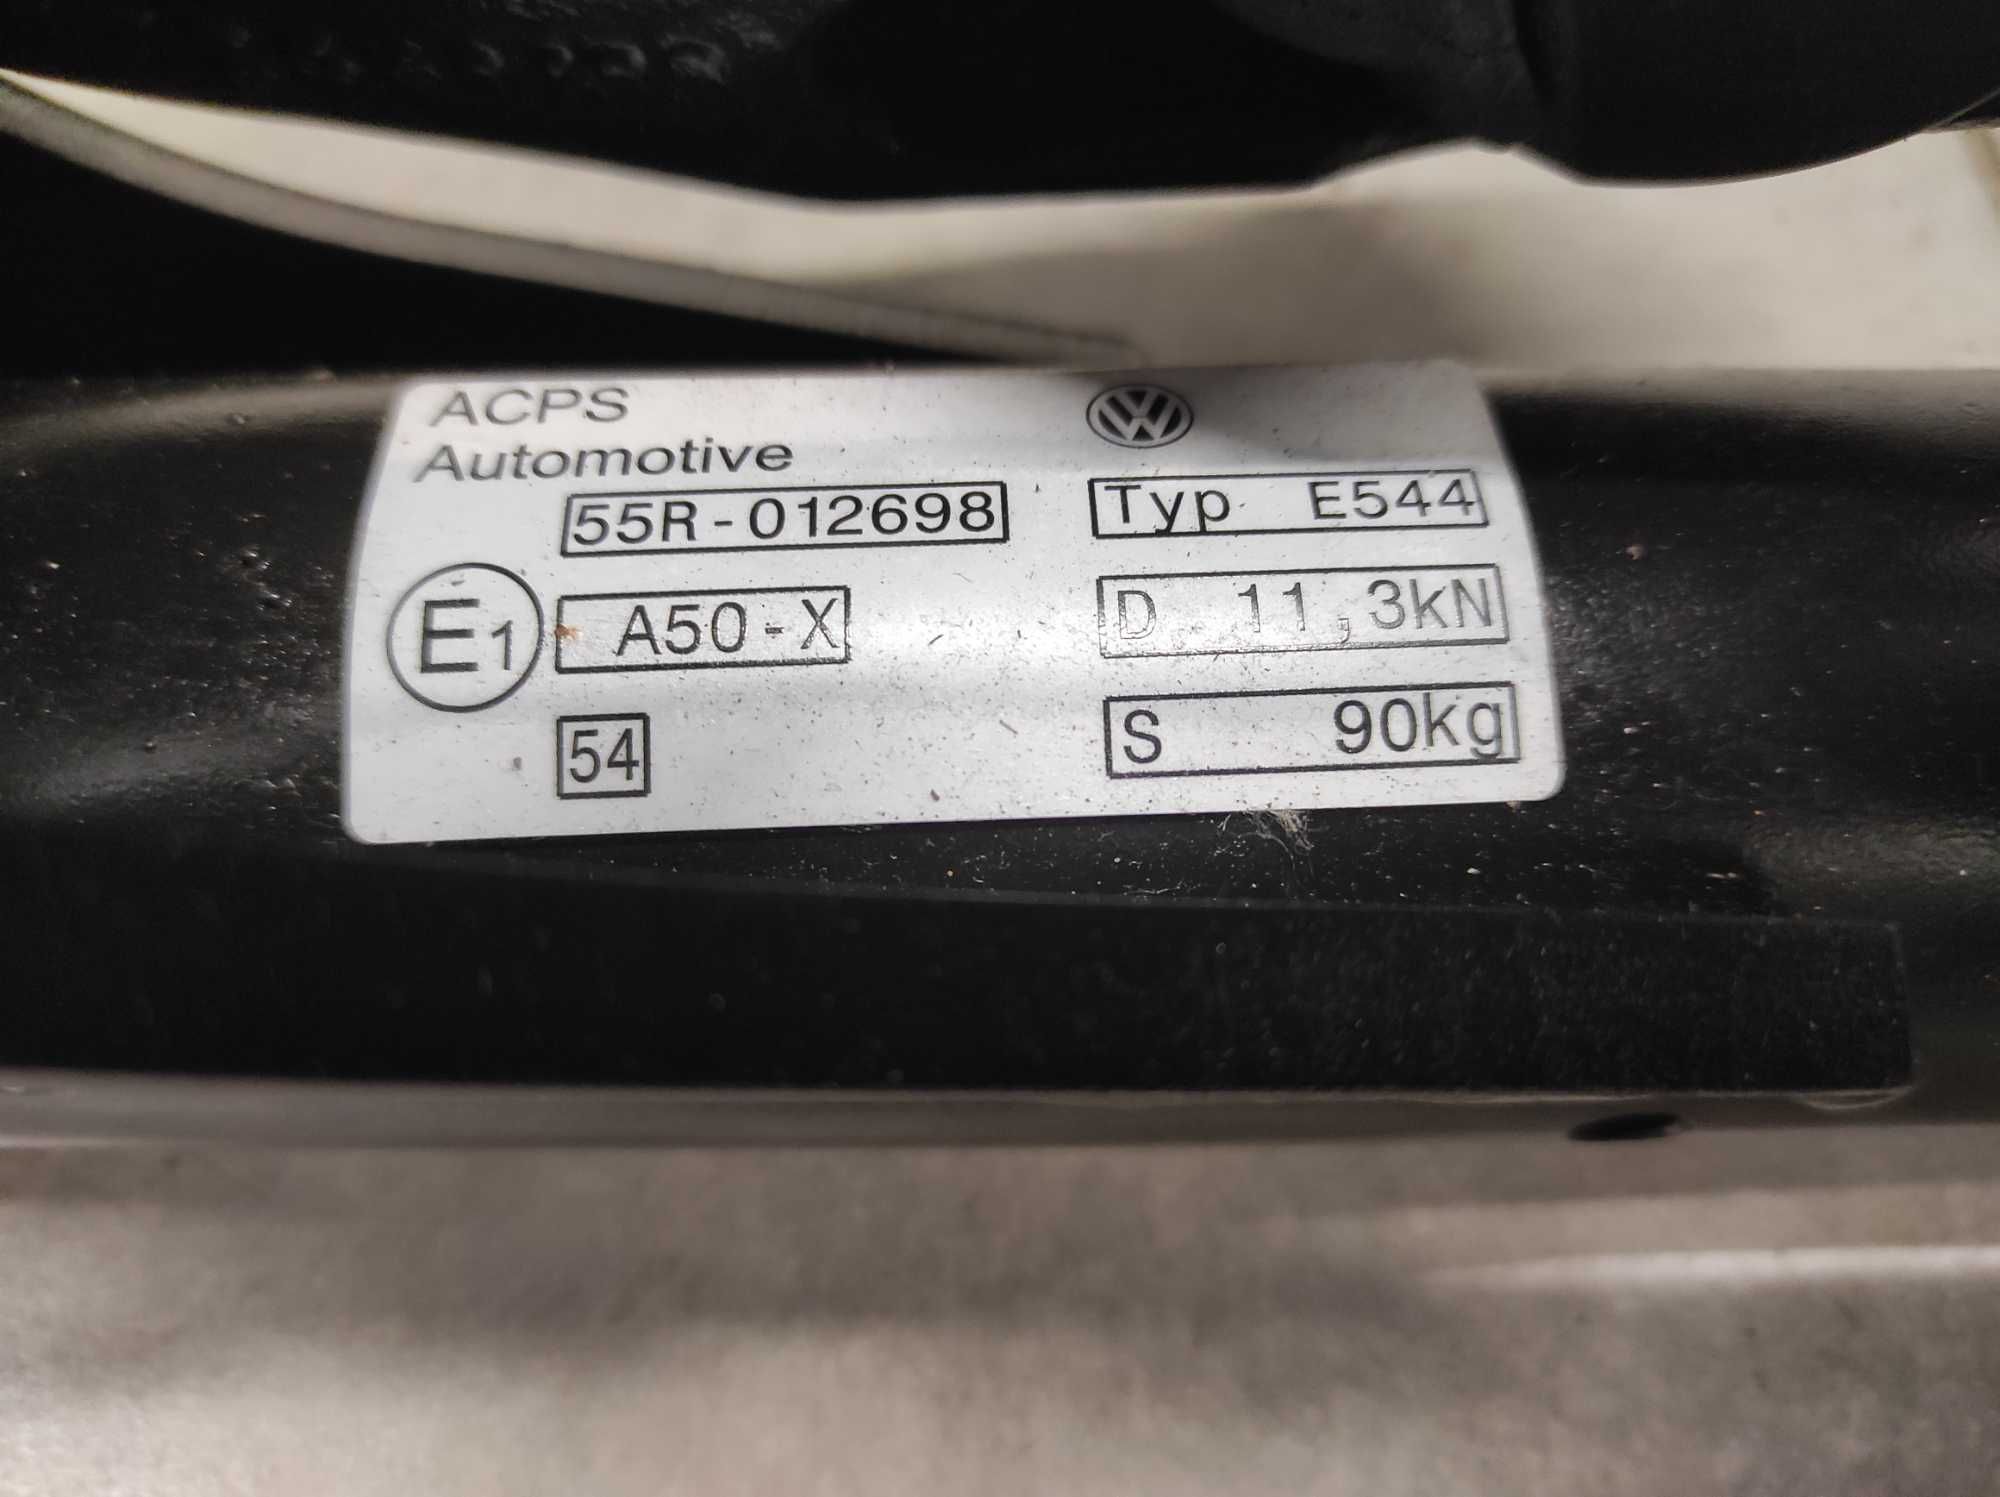 ACPS
Automotive
55R-012698
E1 A50-X
54
Typ E544
D 11,3kN
S 90kg